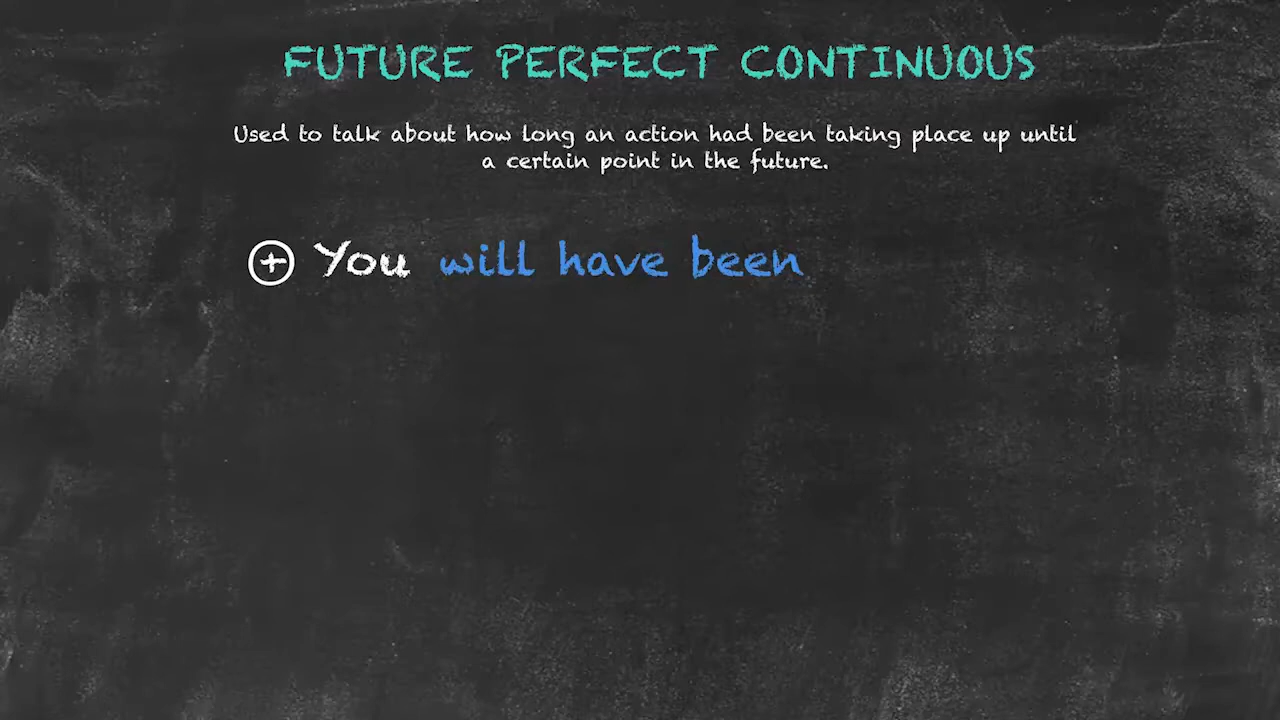 FUTURE PERFECT CONTINUOUS
Used to talk about how long an action had been taking place up until
a certain point in the future.
+ You will have been